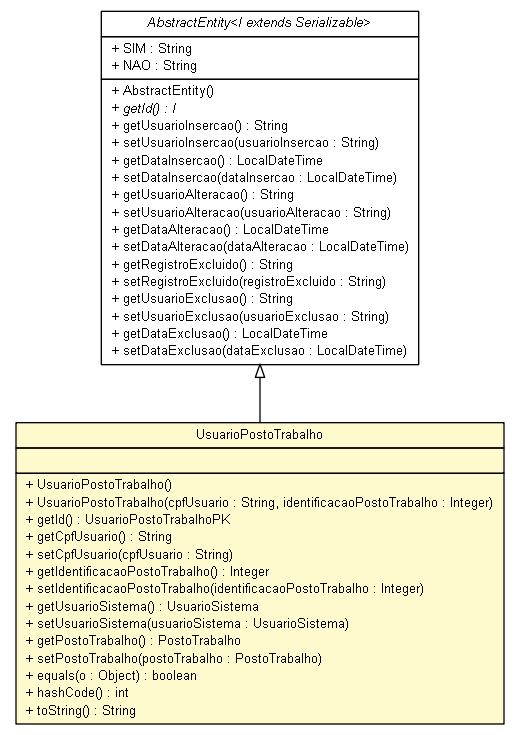 AbstractEntity<I extends Serializable>
+ SIM : String
+ NAO : String
+ AbstractEntity()
+ getId() : I
+ getUsuarioInsercao() : String
+ setUsuarioInsercao(usuarioInsercao : String)
+ getDataInsercao() : LocalDateTime
+ setDataInsercao(dataInsercao : LocalDateTime)
+ getUsuarioAlteracao() : String
+ setUsuarioAlteracao(usuarioAlteracao : String)
+ getDataAlteracao() : LocalDateTime
+ setDataAlteracao(dataAlteracao : LocalDateTime)
+ getRegistroExcluido() : String
+ setRegistroExcluido(registroExcluido : String)
+ getUsuarioExclusao() : String
+ setUsuarioExclusao(usuarioExclusao : String)
+ getDataExclusao() : LocalDateTime
+ setDataExclusao(dataExclusao : LocalDateTime)
UsuarioPostoTrabalho
+ UsuarioPostoTrabalho()
+ UsuarioPostoTrabalho(cpfUsuario : String, identificacaoPostoTrabalho : Integer)
+ getId() : UsuarioPostoTrabalhoPK
+ getCpfUsuario() : String
+ setCpfUsuario(cpfUsuario : String)
+ getIdentificacaoPostoTrabalho() : Integer
+ setIdentificacaoPostoTrabalho(identificacaoPostoTrabalho : Integer)
+ getUsuarioSistema() : UsuarioSistema
+ setUsuarioSistema(usuarioSistema : UsuarioSistema)
+ getPostoTrabalho() : PostoTrabalho
+ setPostoTrabalho(postoTrabalho : PostoTrabalho)
+ equals(o : Object) : boolean
+ hashCode() : int
+ toString() : String